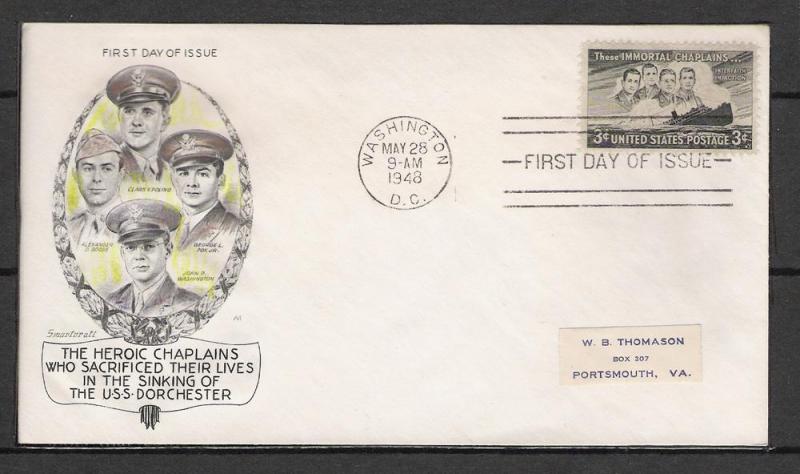 FIRST DAY OF ISSUE
CLARK V. POLING
ALEXANDER
D. GOODE
GEORGE L.
FOX, JR.
JOHN P.
WASHINGTON
THE HEROIC CHAPLAINS
WHO SACRIFICED THEIR LIVES
IN THE SINKING OF
THE U·S·S·DORCHESTER
WASHINGTON
MAY 28
9-AM
1948
D.C.
These IMMORTAL CHAPLAINS...
INTERFAITH
IN ACTION
3¢ UNITED STATES POSTAGE 3¢
FIRST DAY OF ISSUE
W. B. THOMASON
BOX 207
PORTSMOUTH, VA.